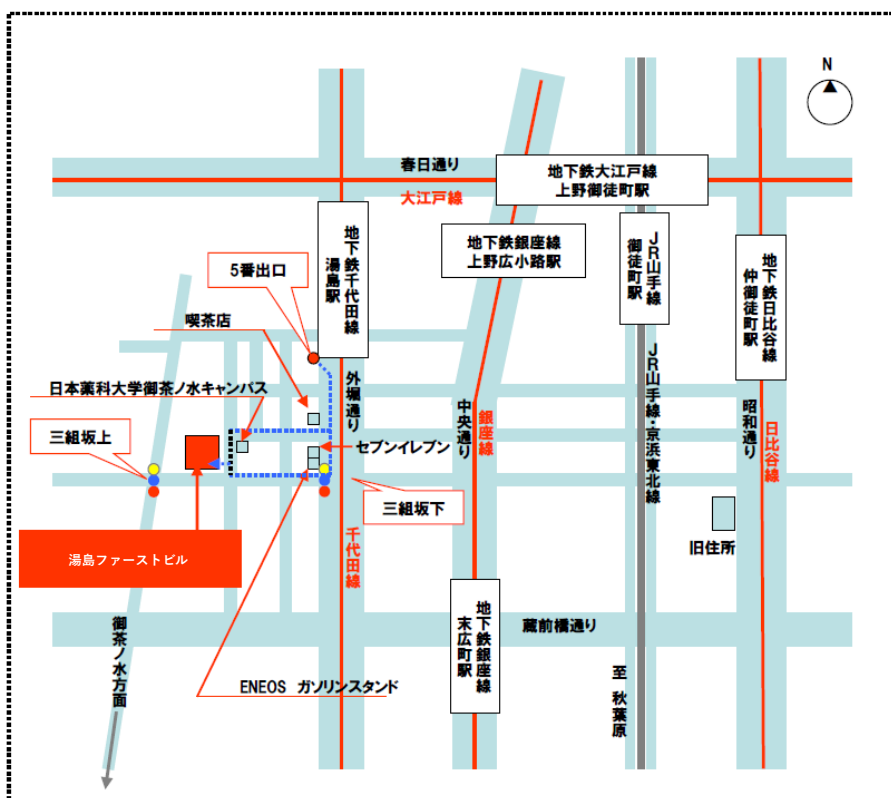 N
春日通り
大江戸線
地下鉄大江戸線
上野御徒町駅
地下鉄千代田線
湯島駅
地下鉄銀座線
上野広小路駅
JR山手線
御徒町駅
地下鉄日比谷線
仲御徒町駅
5番出口
喫茶店
日本薬科大学御茶ノ水キャンパス
外堀通り
中央通り
銀座線
JR山手線・京浜東北線
昭和通り
日比谷線
三組坂上
セブンイレブン
三組坂下
旧住所
湯島ファーストビル
千代田線
地下鉄銀座線
末広町駅
蔵前橋通り
御茶ノ水方面
ENEOS ガソリンスタンド
至 秋葉原